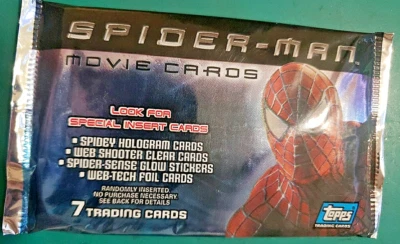 SPIDER-MAN
MOVIE CARDS
LOOK FOR
SPECIAL INSERT CARDS
• SPIDEY HOLOGRAM CARDS
• WEB SHOOTER CLEAR CARDS
• SPIDER-SENSE GLOW STICKERS
• WEB-TECH FOIL CARDS
RANDOMLY INSERTED
NO PURCHASE NECESSARY.
SEE BACK FOR DETAILS
7 TRADING CARDS
Topps
TRADING CARDS